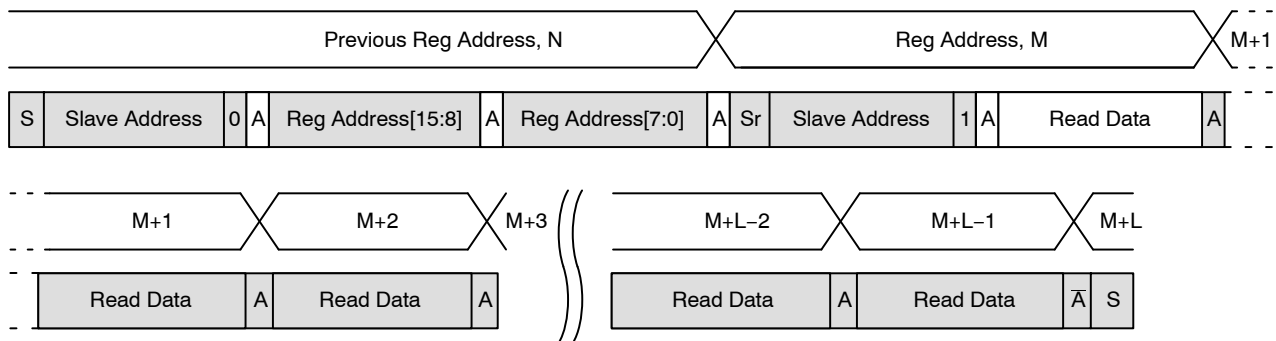 Previous Reg Address, N Reg Address, M M+1
S Slave Address 0 A Reg Address[15:8] A Reg Address[7:0] A Sr Slave Address 1 A Read Data A
M+1 M+2 M+3 M+L−2 M+L−1 M+L
Read Data A Read Data A Read Data A Read Data A̅ S